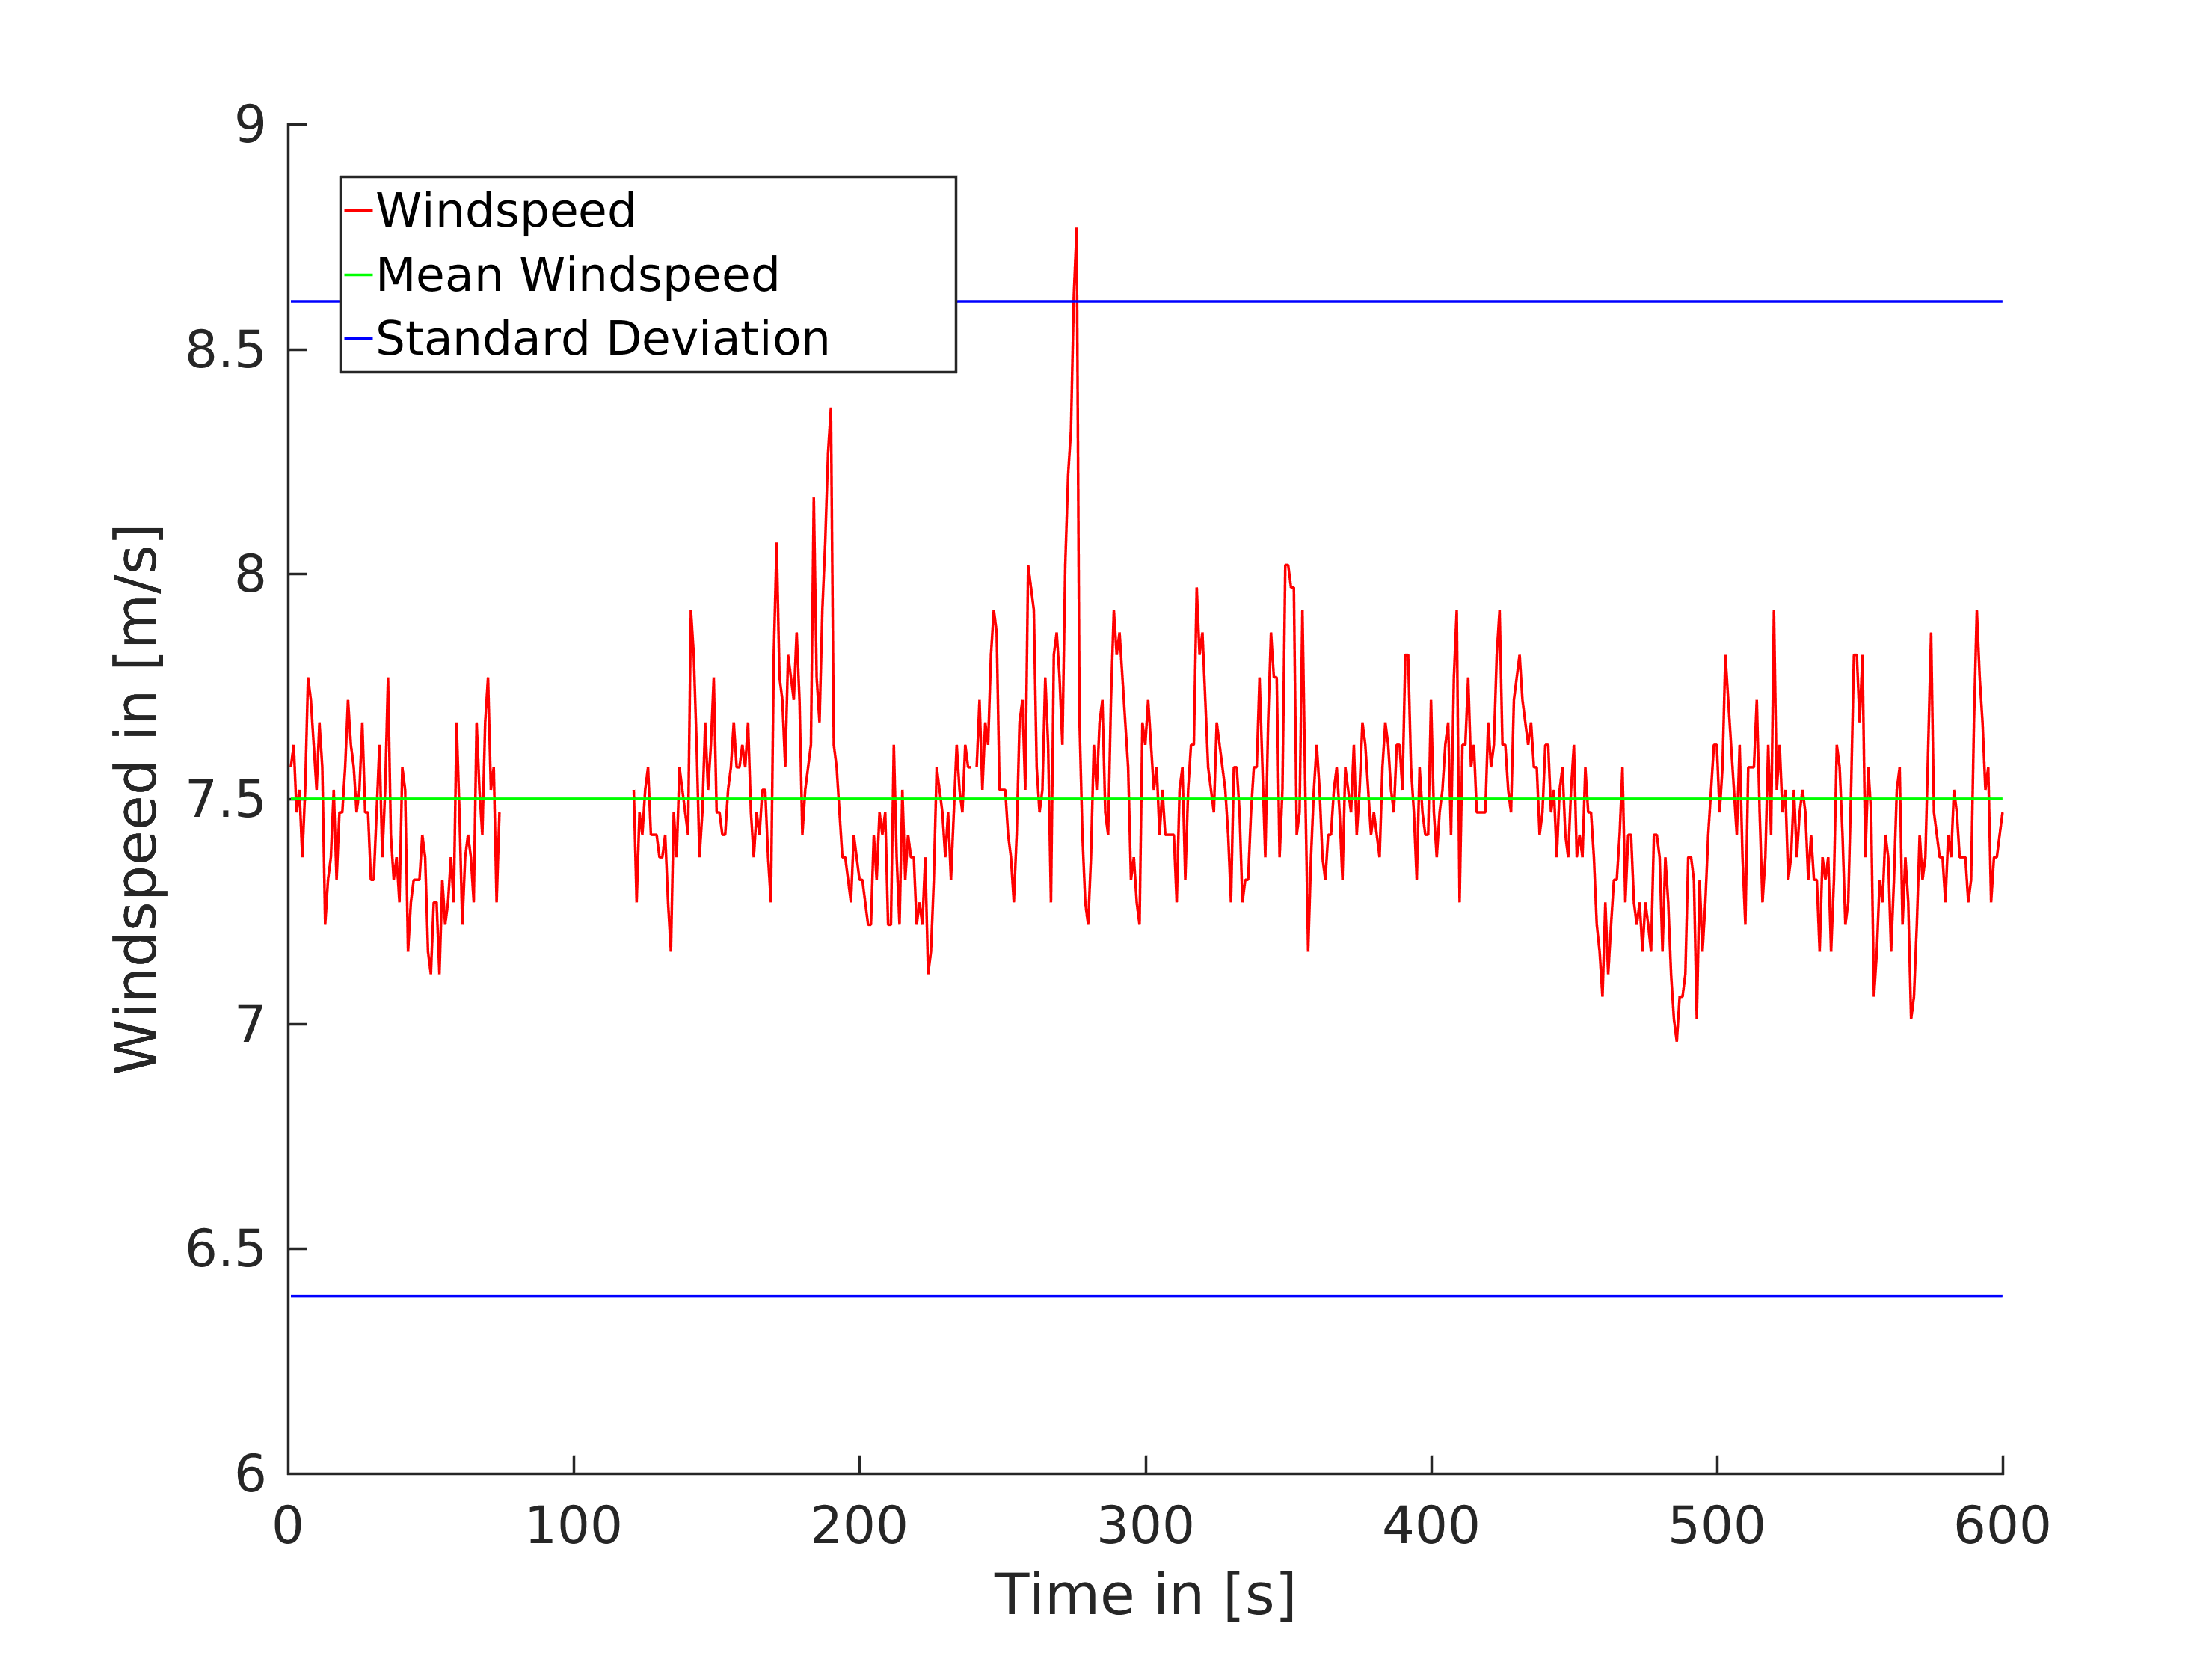 9
8.5
8
7.5
7
6.5
6
Windspeed in [m/s]
Windspeed
Mean Windspeed
Standard Deviation
0 100 200 300 400 500 600
Time in [s]